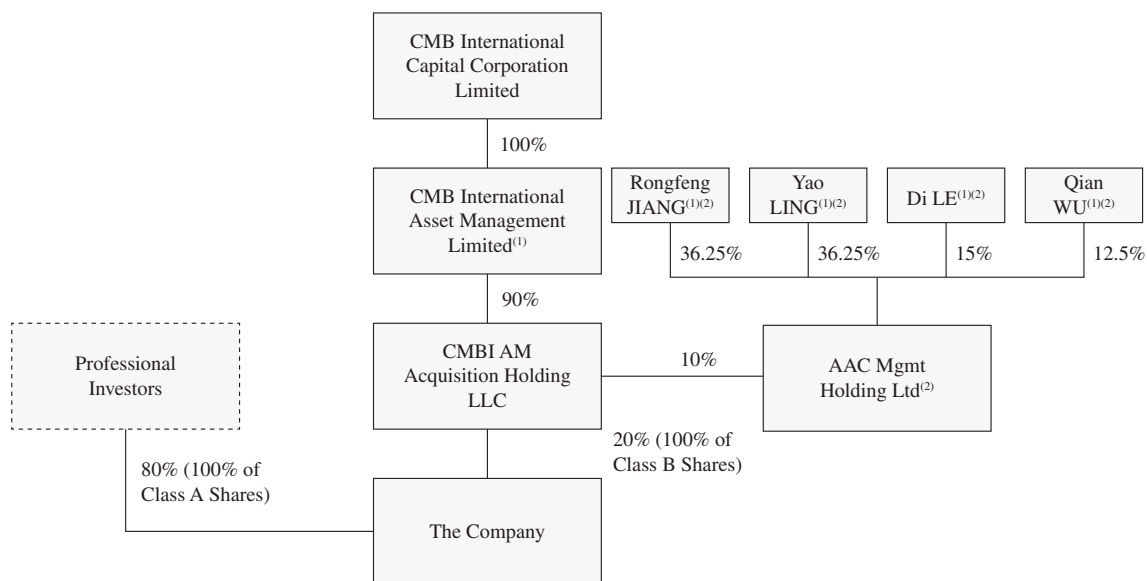 CMB International
Capital Corporation
Limited
100%
CMB International
Asset Management
Limited(1)
Rongfeng
JIANG(1)(2)
Yao
LING(1)(2)
Di LE(1)(2)
Qian
WU(1)(2)
36.25%
36.25%
15%
12.5%
90%
Professional
Investors
CMBI AM
Acquisition Holding
LLC
10%
AAC Mgmt
Holding Ltd(2)
80% (100% of
Class A Shares)
20% (100% of
Class B Shares)
The Company